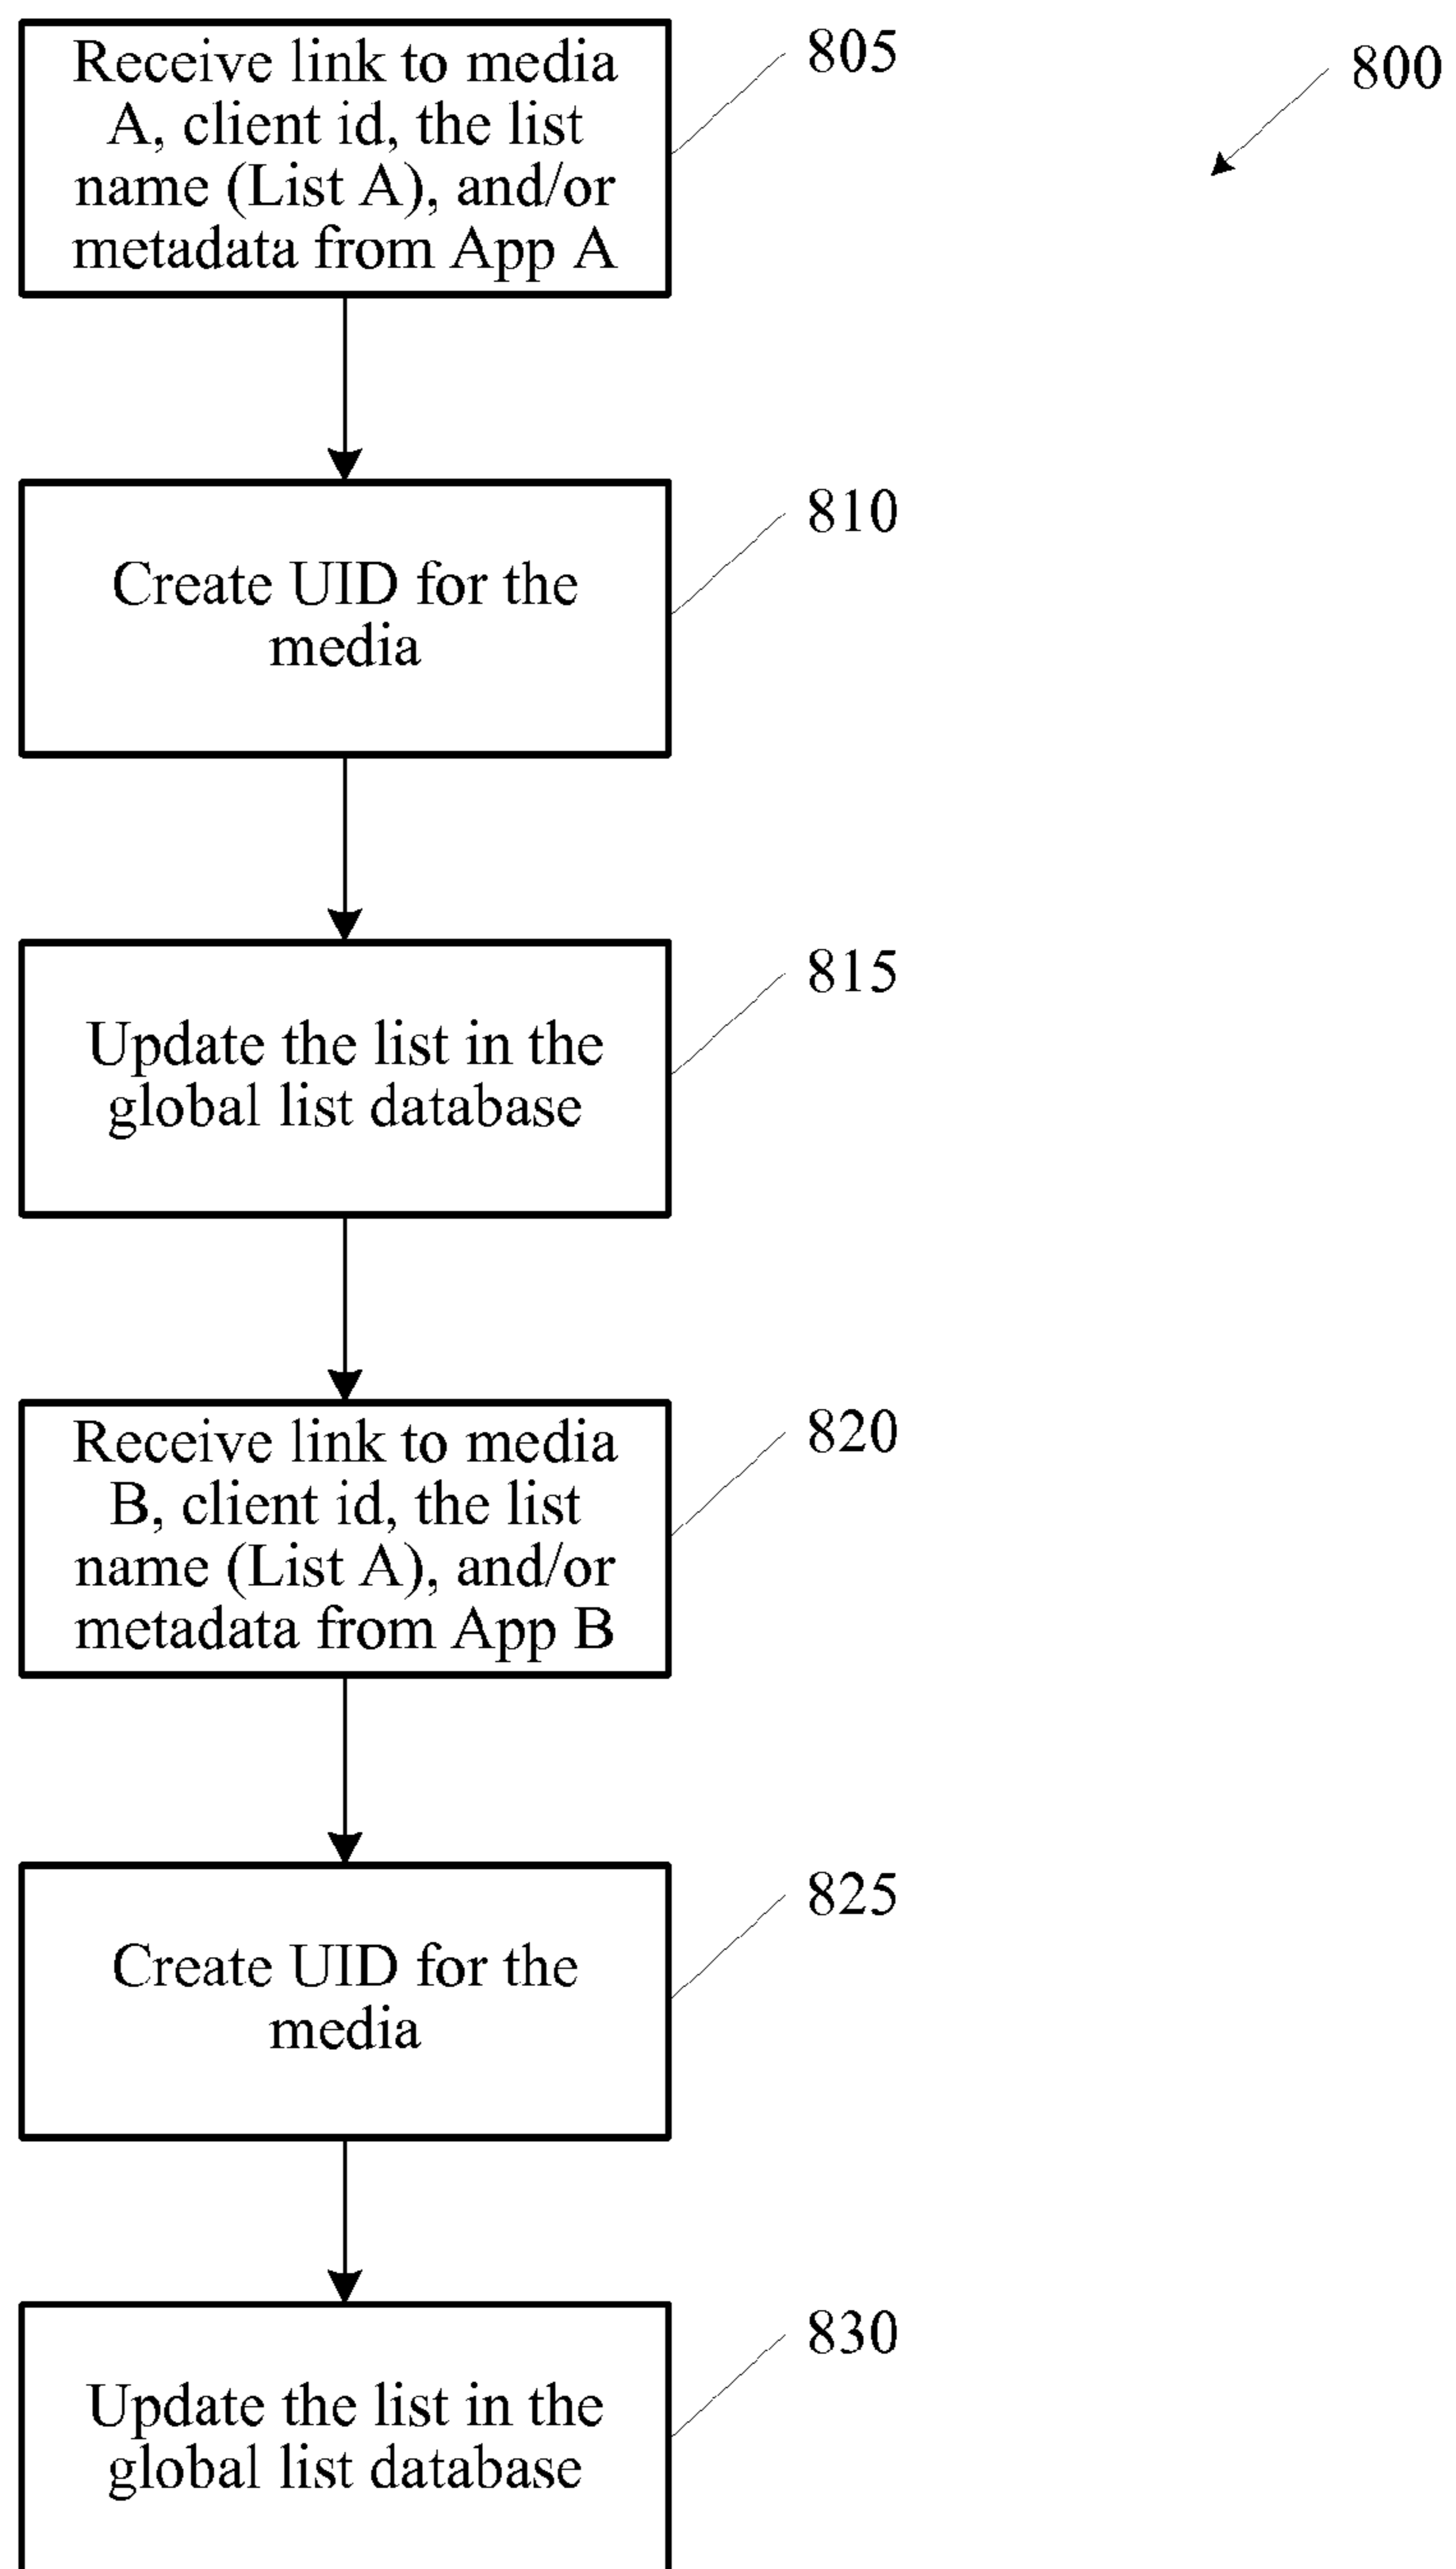 Receive link to media
A, client id, the list
name (List A), and/or
metadata from App A
805
800
Create UID for the
media
810
Update the list in the
global list database
815
Receive link to media
B, client id, the list
name (List A), and/or
metadata from App B
820
Create UID for the
media
825
Update the list in the
global list database
830